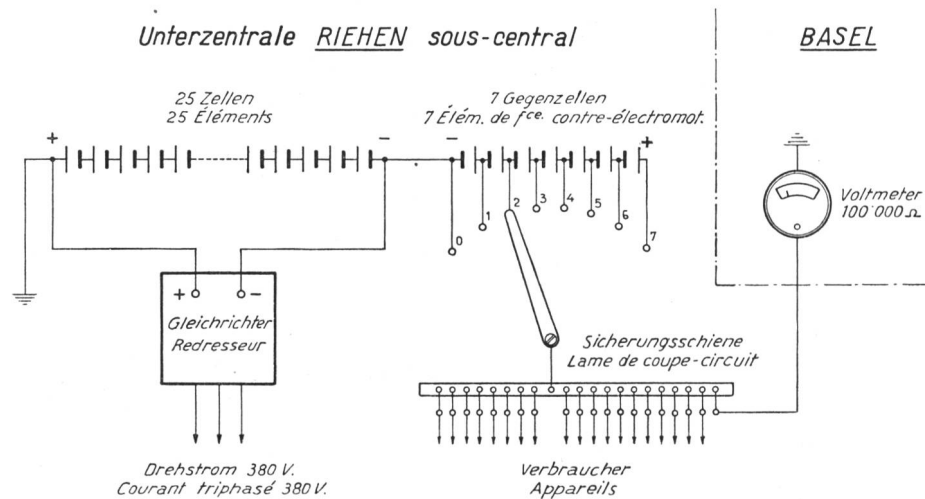 Unterzentrale RIEHEN sous-central
BASEL
25 Zellen
25 Éléments
7 Gegenzellen
7 Élém. de fce. contre-électromot.
+
−
−
+
0
1
2
3
4
5
6
7
Voltmeter
100'000 Ω
+ −
Gleichrichter
Redresseur
Sicherungsschiene
Lame de coupe-circuit
Drehstrom 380 V.
Courant triphasé 380 V.
Verbraucher
Appareils